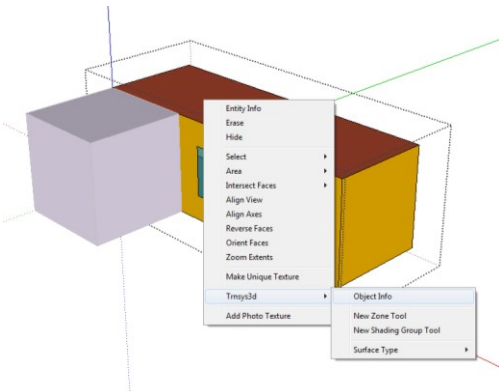 Entity Info
Erase
Hide
Select
Area
Intersect Faces
Align View
Align Axes
Reverse Faces
Orient Faces
Zoom Extents
Make Unique Texture
Trnsys3d
Add Photo Texture
Object Info
New Zone Tool
New Shading Group Tool
Surface Type